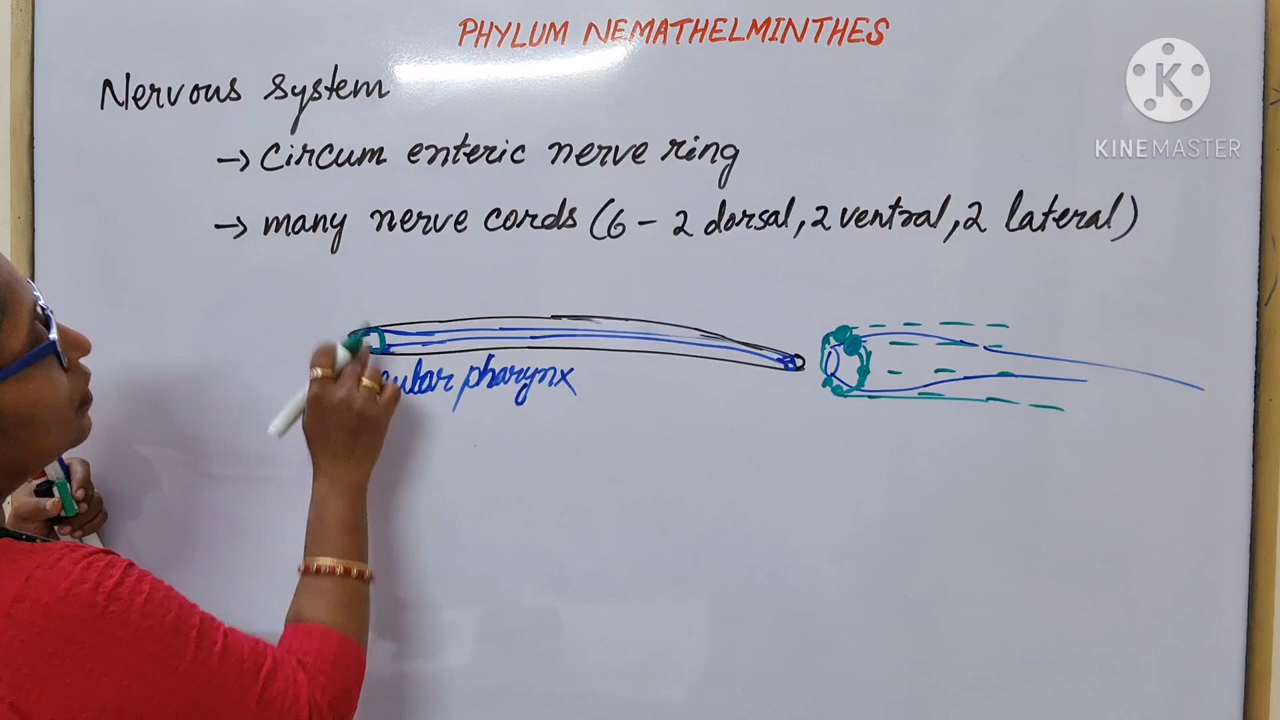 PHYLUM NEMATHELMINTHES
K
KINEMASTER
Nervous system
→ Circum enteric nerve ring
→ many nerve cords (6 - 2 dorsal, 2 ventral, 2 lateral)
pharynx